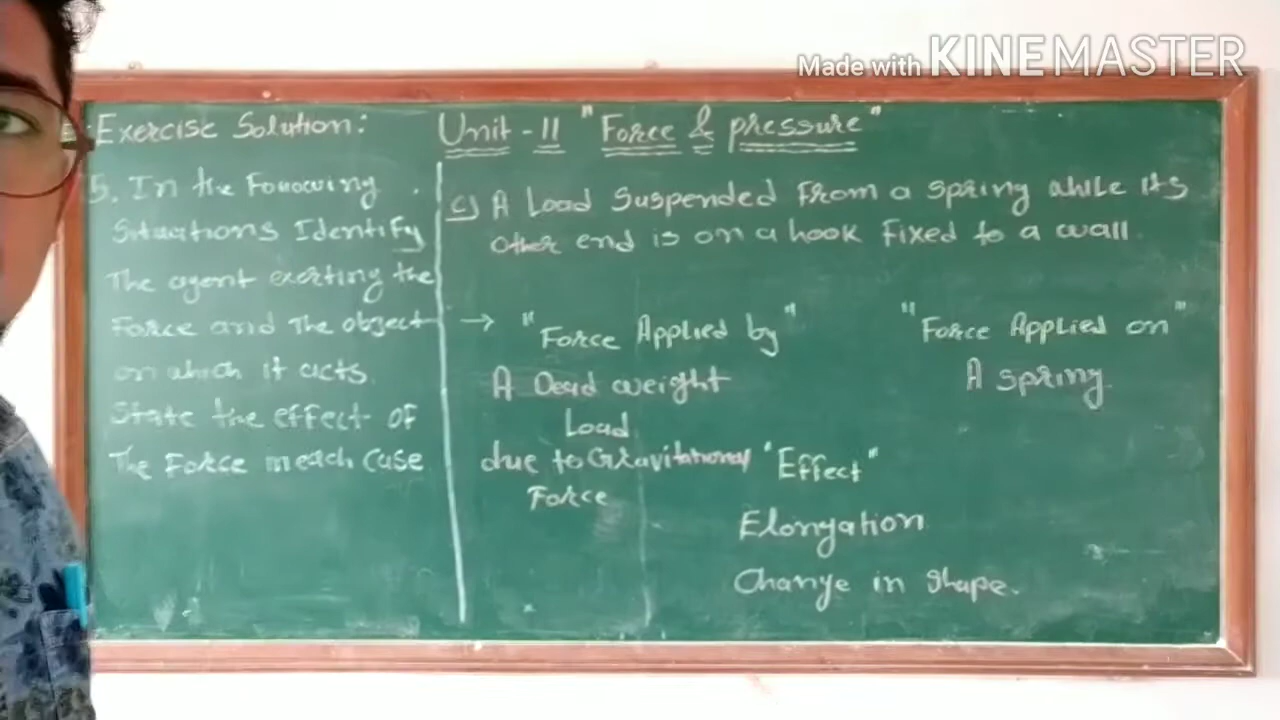 Made with KINEMASTER
Exercise Solution:
Unit - 11 "Force & pressure"
5. In the Following
Situations Identify
The agent exerting the
Force and The object
on which it acts
State the effect of
The Force in each case
c) A Load Suspended From a spring while its
other end is on a hook Fixed to a wall
→ "Force Applied by"
A Dead weight
Load
due to Gravitational
Force
"Force Applied on"
A spring
"Effect"
Elongation
Change in shape.